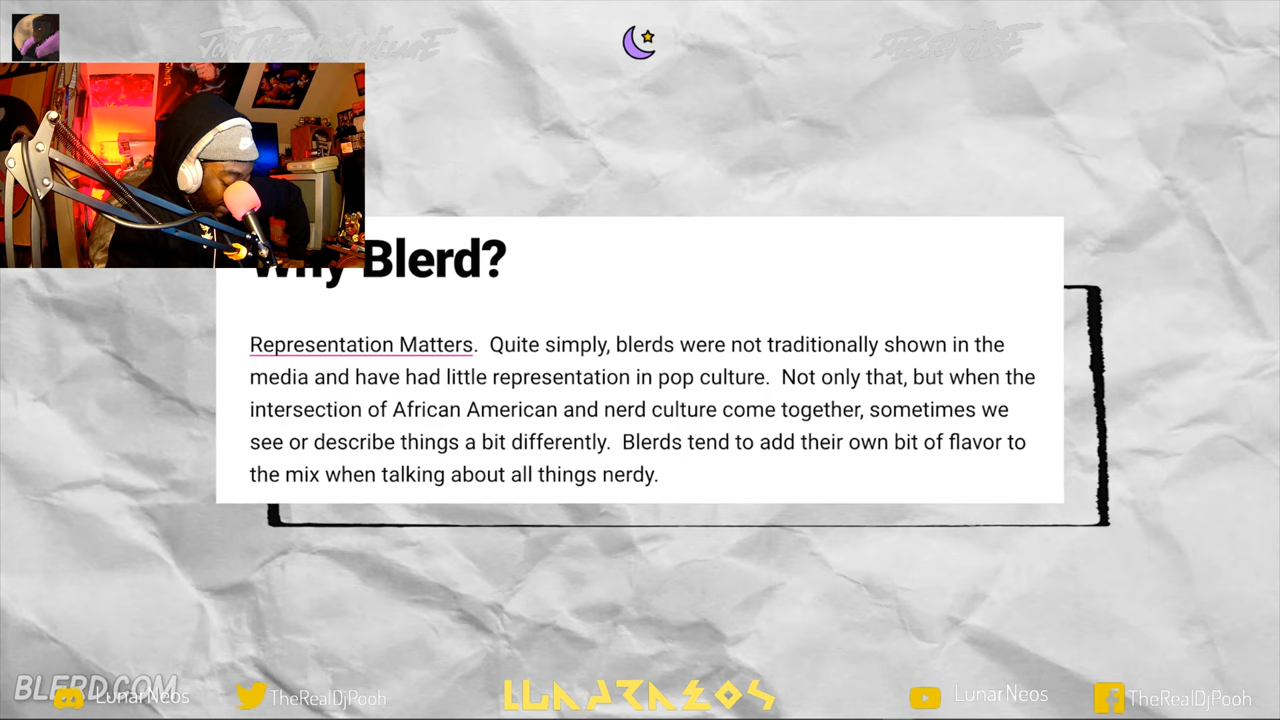 Why Blerd?
Representation Matters. Quite simply, blerds were not traditionally shown in the
media and have had little representation in pop culture. Not only that, but when the
intersection of African American and nerd culture come together, sometimes we
see or describe things a bit differently. Blerds tend to add their own bit of flavor to
the mix when talking about all things nerdy.
BLERD.COM
LunarNeos
TheRealDjPooh
LUNARNEOS
LunarNeos
TheRealDjPooh